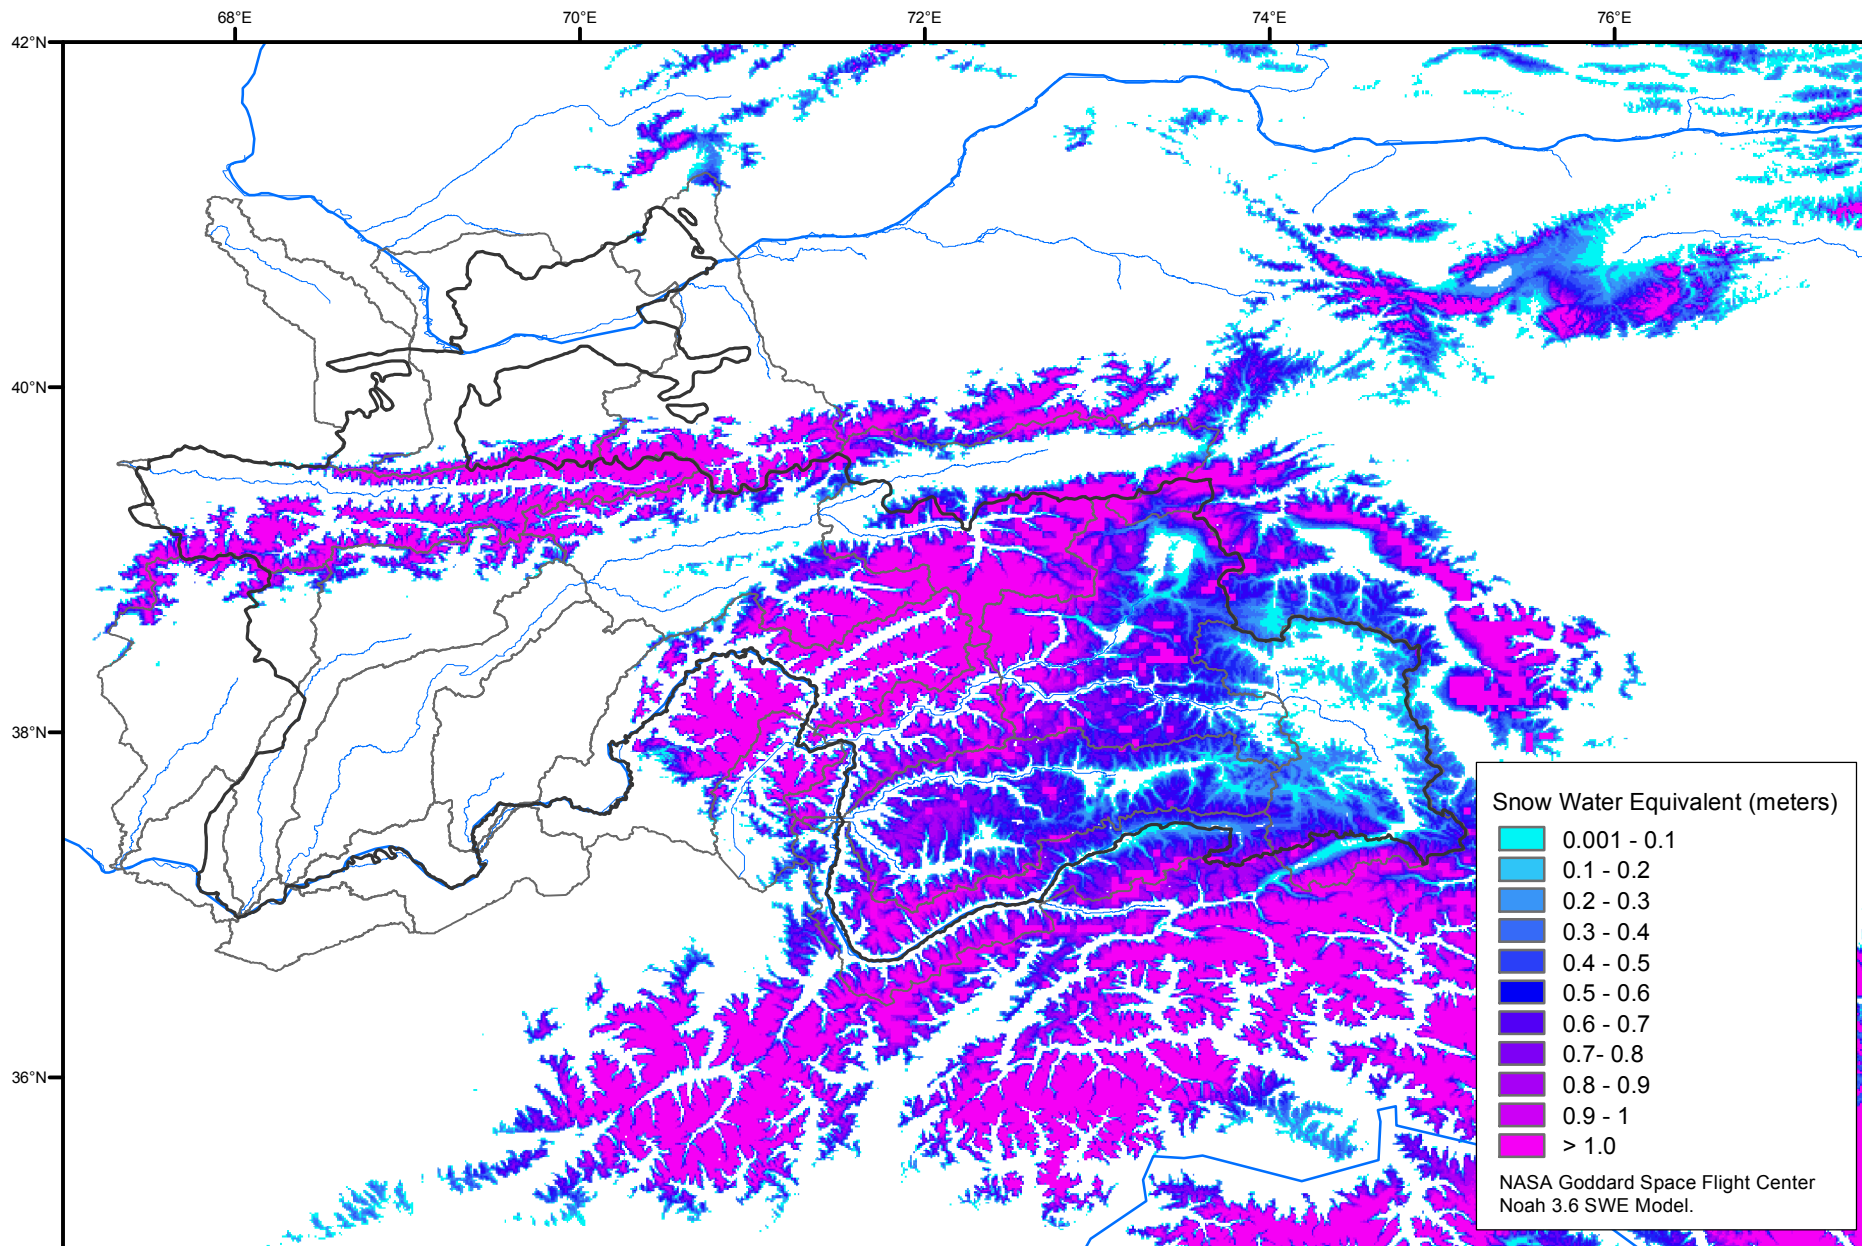 68°E
70°E
72°E
74°E
76°E
42°N
40°N
38°N
36°N
Snow Water Equivalent (meters)
0.001 - 0.1
0.1 - 0.2
0.2 - 0.3
0.3 - 0.4
0.4 - 0.5
0.5 - 0.6
0.6 - 0.7
0.7- 0.8
0.8 - 0.9
0.9 - 1
> 1.0
NASA Goddard Space Flight Center
Noah 3.6 SWE Model.